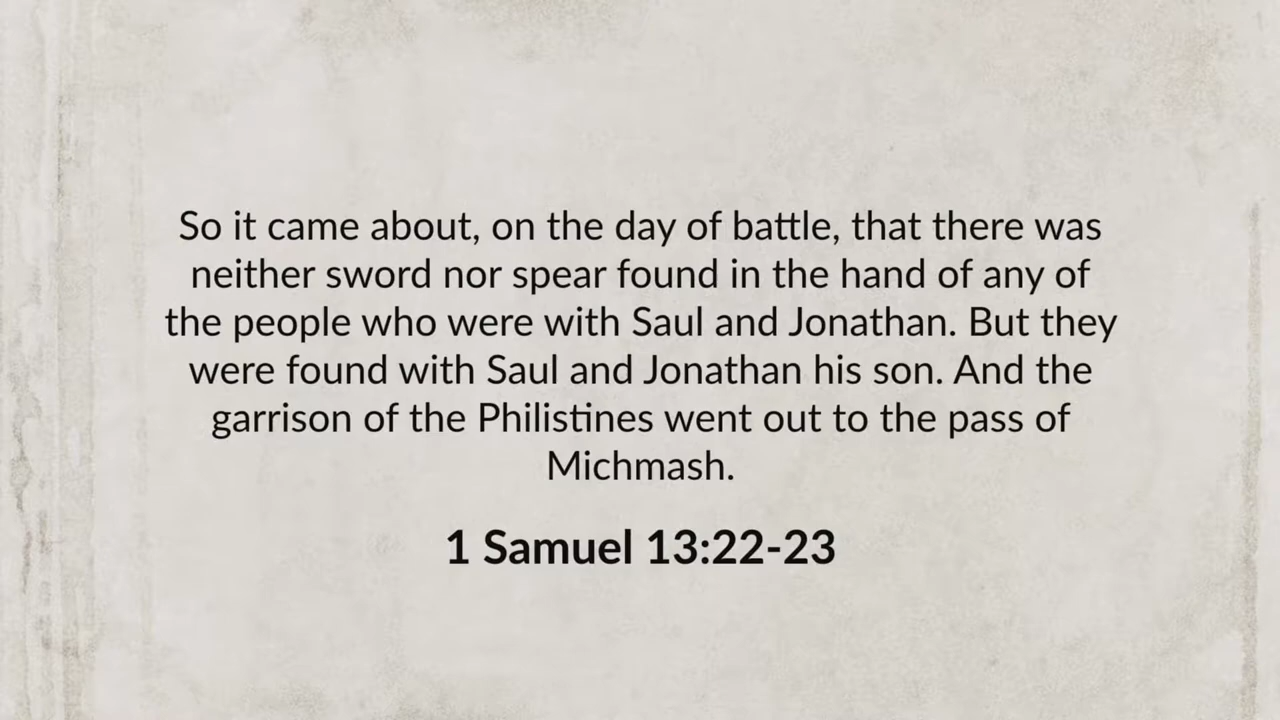 So it came about, on the day of battle, that there was
neither sword nor spear found in the hand of any of
the people who were with Saul and Jonathan. But they
were found with Saul and Jonathan his son. And the
garrison of the Philistines went out to the pass of
Michmash.
1 Samuel 13:22-23